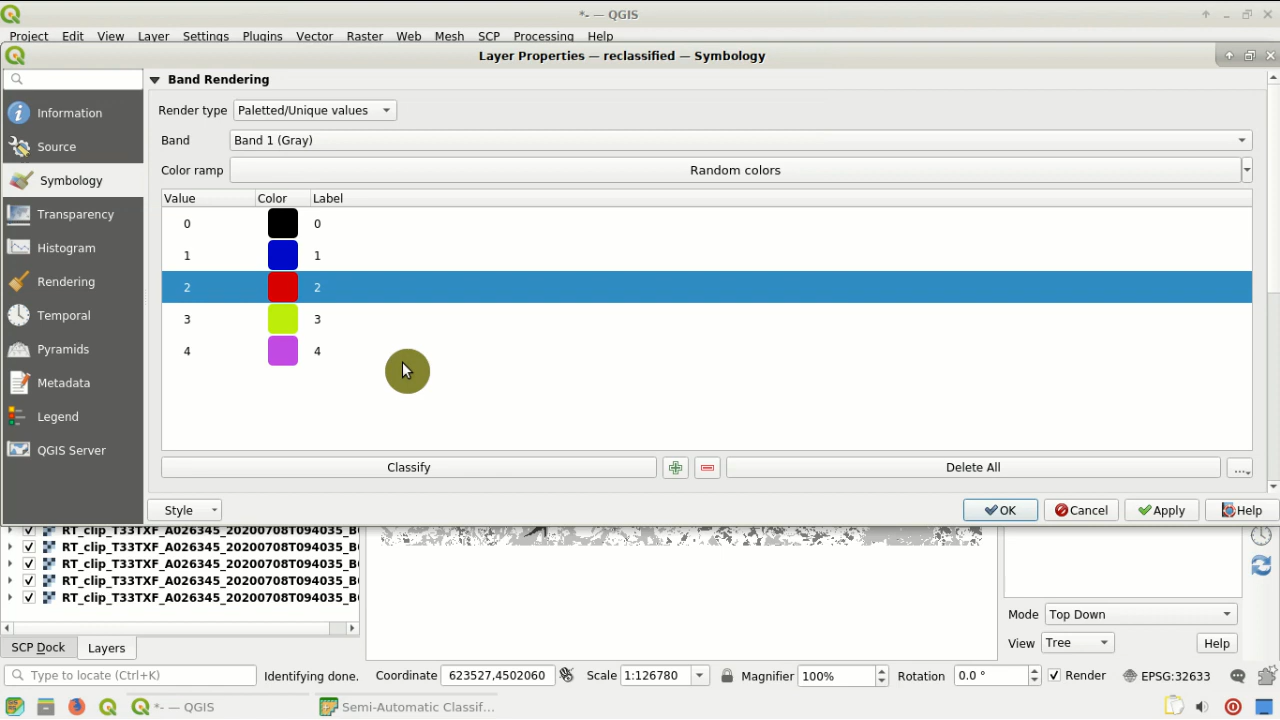 *- — QGIS
Project Edit View Layer Settings Plugins Vector Raster Web Mesh SCP Processing Help
Layer Properties — reclassified — Symbology
Information
Source
Symbology
Transparency
Histogram
Rendering
Temporal
Pyramids
Metadata
Legend
QGIS Server
Band Rendering
Render type Paletted/Unique values
Band Band 1 (Gray)
Color ramp Random colors
Value Color Label
0 0
1 1
2 2
3 3
4 4
Classify Delete All ...
Style OK Cancel Apply Help
RT_clip_T33TXF_A026345_20200708T094035_B
RT_clip_T33TXF_A026345_20200708T094035_B
RT_clip_T33TXF_A026345_20200708T094035_B
RT_clip_T33TXF_A026345_20200708T094035_B
RT_clip_T33TXF_A026345_20200708T094035_B
Mode Top Down
View Tree Help
SCP Dock Layers
Type to locate (Ctrl+K) Identifying done. Coordinate 623527,4502060 Scale 1:126780 Magnifier 100% Rotation 0.0 ° Render EPSG:32633
*- — QGIS Semi-Automatic Classif...